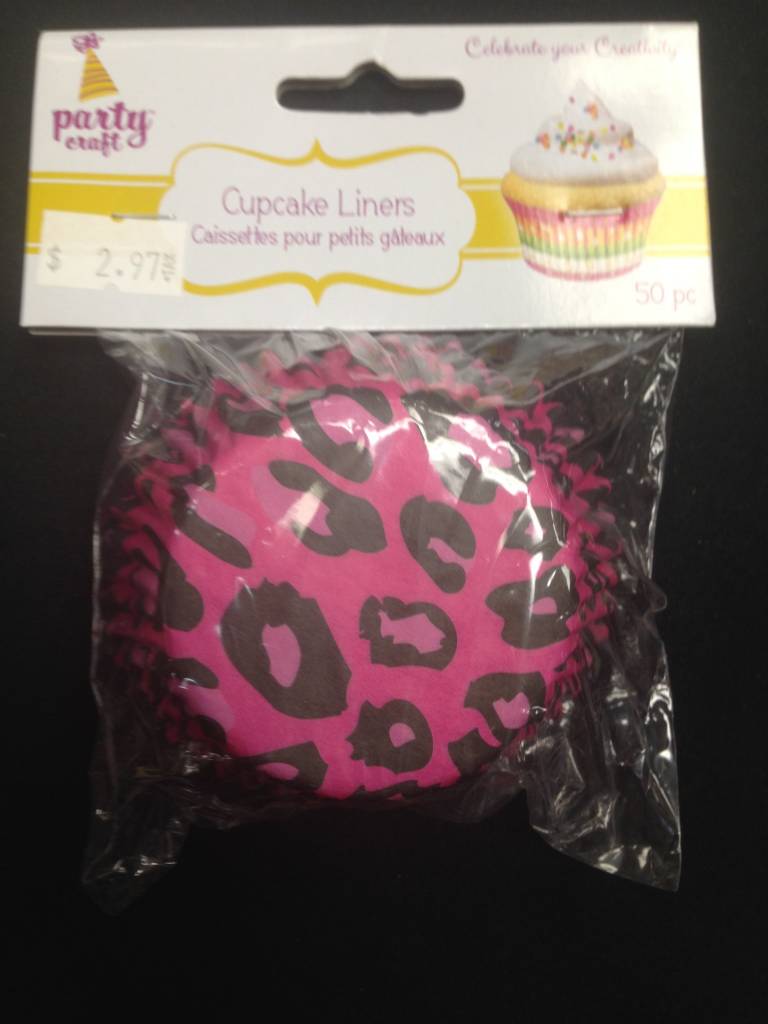 Celebrate your Creativity
party
craft
Cupcake Liners
Caissettes pour petits gâteaux
$ 2.97
50 pc